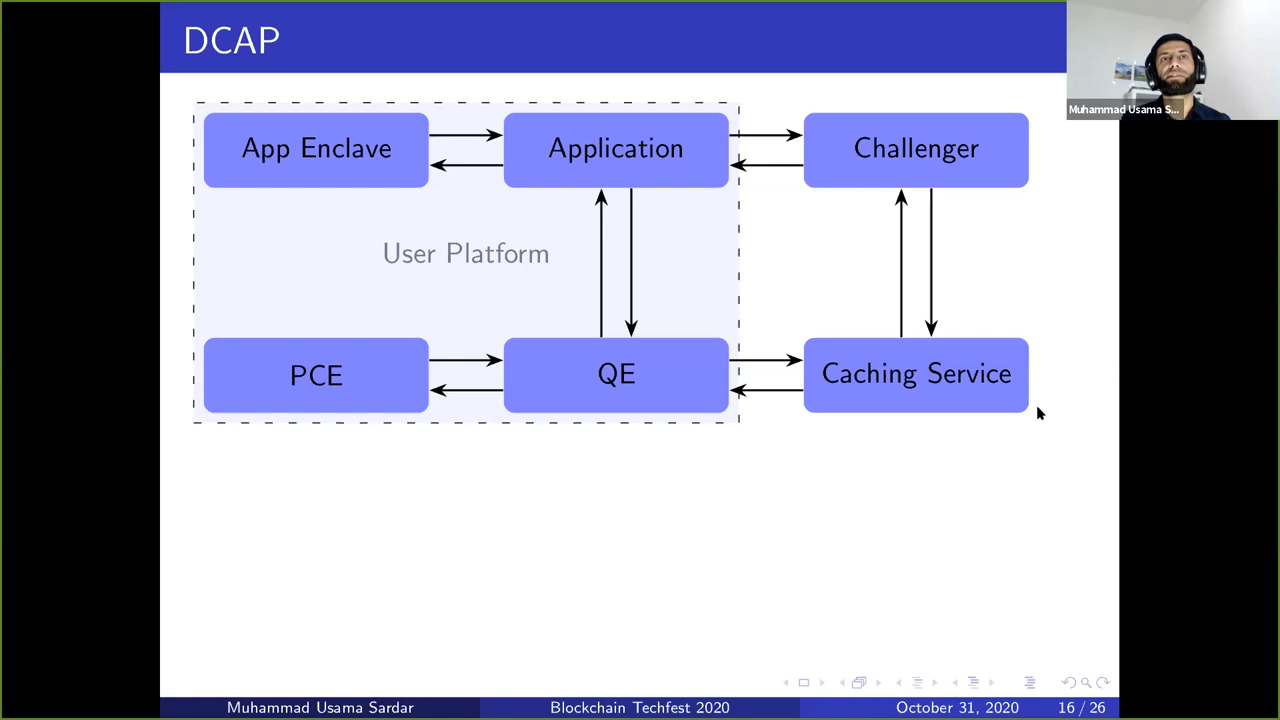 DCAP
Muhammad Usama S...
App Enclave
Application
Challenger
User Platform
PCE
QE
Caching Service
Muhammad Usama Sardar
Blockchain Techfest 2020
October 31, 2020
16 / 26